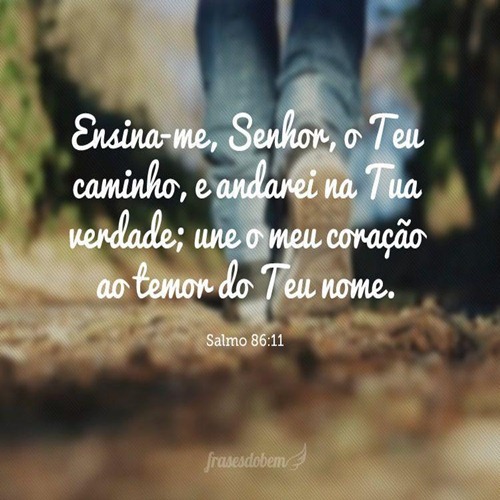 Ensina-me, Senhor, o Teu
caminho, e andarei na Tua
verdade; une o meu coração
ao temor do Teu nome.
Salmo 86:11
frasesdobem